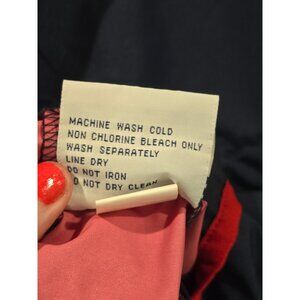 MACHINE WASH COLD
NON CHLORINE BLEACH ONLY
WASH SEPARATELY
LINE DRY
DO NOT IRON
DO NOT DRY CLEAN